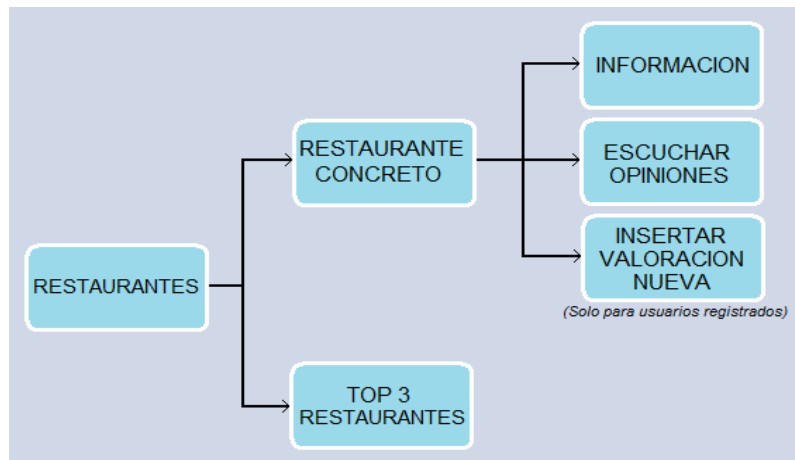 RESTAURANTES
RESTAURANTE
CONCRETO
TOP 3
RESTAURANTES
INFORMACION
ESCUCHAR
OPINIONES
INSERTAR
VALORACION
NUEVA
(Solo para usuarios registrados)